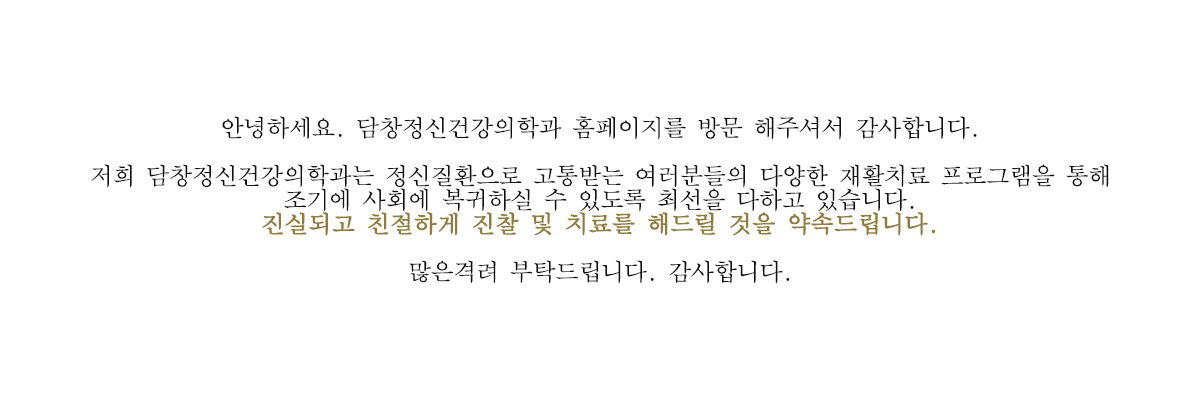 안녕하세요. 담창정신건강의학과 홈페이지를 방문 해주셔서 감사합니다.
저희 담창정신건강의학과는 정신질환으로 고통받는 여러분들의 다양한 재활치료 프로그램을 통해
조기에 사회에 복귀하실 수 있도록 최선을 다하고 있습니다.
진실되고 친절하게 진찰 및 치료를 해드릴 것을 약속드립니다.
많은격려 부탁드립니다. 감사합니다.